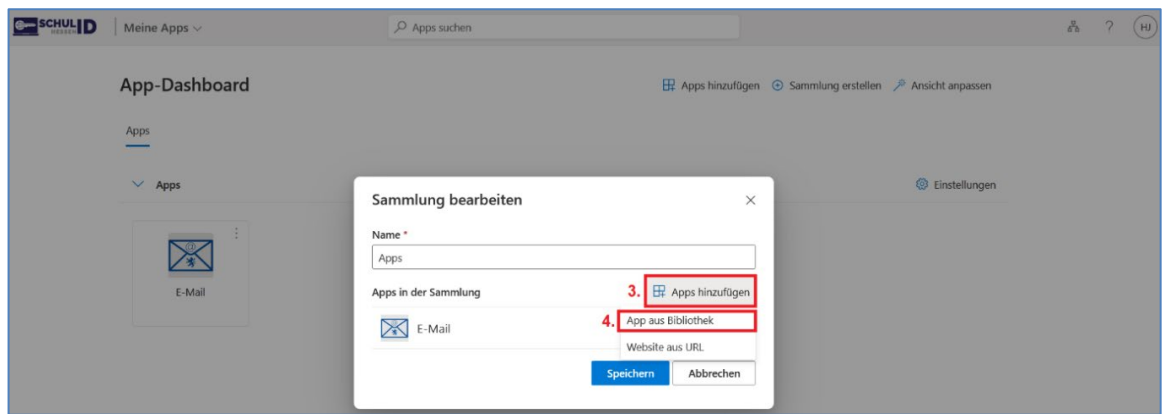 SCHUL ID
HESSEN
Meine Apps
Apps suchen
?
HJ
App-Dashboard
Apps hinzufügen
Sammlung erstellen
Ansicht anpassen
Apps
Apps
Einstellungen
E-Mail
Sammlung bearbeiten
Name *
Apps
Apps in der Sammlung
3. Apps hinzufügen
E-Mail
4. App aus Bibliothek
Website aus URL
Speichern
Abbrechen